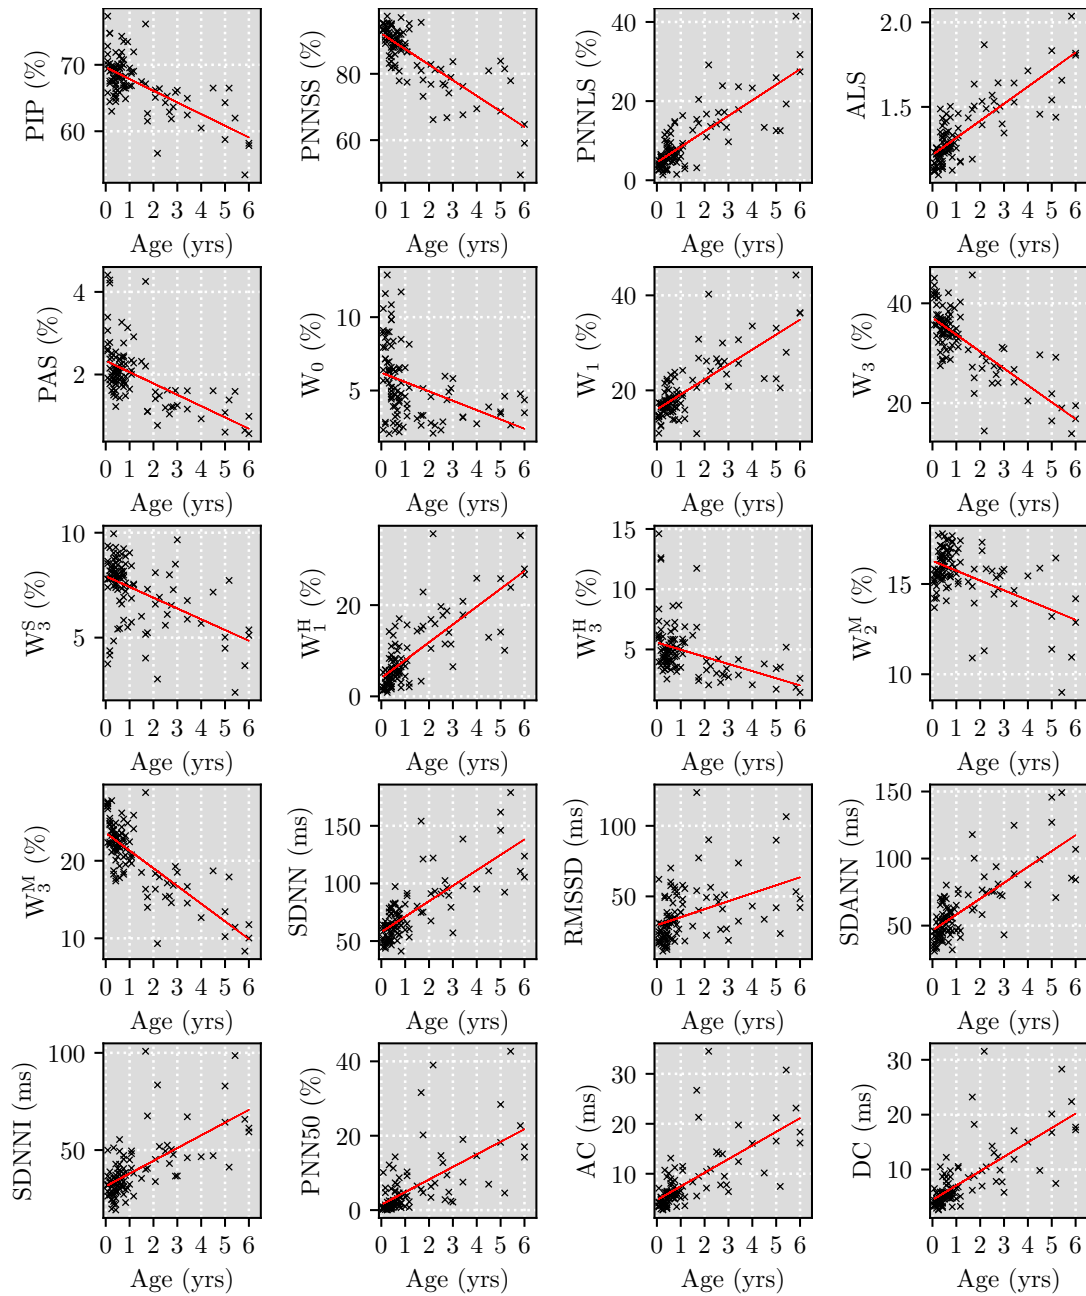 PIP (%)
70
60
0 1 2 3 4 5 6
Age (yrs)
PNNSS (%)
80
60
0 1 2 3 4 5 6
Age (yrs)
PNNLS (%)
40
20
0
0 1 2 3 4 5 6
Age (yrs)
ALS
2.0
1.5
0 1 2 3 4 5 6
Age (yrs)
PAS (%)
4
2
0 1 2 3 4 5 6
Age (yrs)
W₀ (%)
10
5
0 1 2 3 4 5 6
Age (yrs)
W₁ (%)
40
20
0 1 2 3 4 5 6
Age (yrs)
W₃ (%)
40
20
0 1 2 3 4 5 6
Age (yrs)
W₃ˢ (%)
10
5
0 1 2 3 4 5 6
Age (yrs)
W₁ᴴ (%)
20
0
0 1 2 3 4 5 6
Age (yrs)
W₃ᴴ (%)
15
10
5
0 1 2 3 4 5 6
Age (yrs)
W₂ᴹ (%)
15
10
0 1 2 3 4 5 6
Age (yrs)
W₃ᴹ (%)
20
10
0 1 2 3 4 5 6
Age (yrs)
SDNN (ms)
150
100
50
0 1 2 3 4 5 6
Age (yrs)
RMSSD (ms)
100
50
0 1 2 3 4 5 6
Age (yrs)
SDANN (ms)
150
100
50
0 1 2 3 4 5 6
Age (yrs)
SDNNI (ms)
100
50
0 1 2 3 4 5 6
Age (yrs)
PNN50 (%)
40
20
0
0 1 2 3 4 5 6
Age (yrs)
AC (ms)
30
20
10
0 1 2 3 4 5 6
Age (yrs)
DC (ms)
30
20
10
0 1 2 3 4 5 6
Age (yrs)